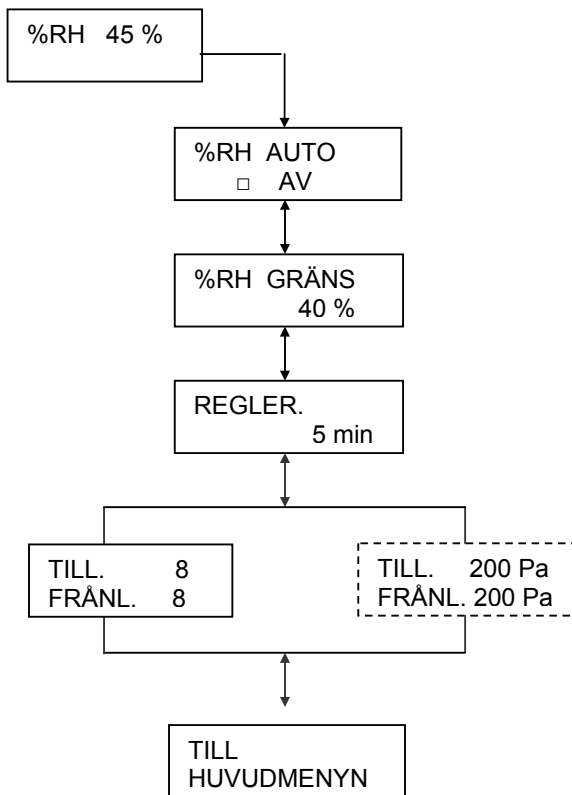 %RH 45 %
%RH AUTO
□ AV
%RH GRÄNS
40 %
REGLER.
5 min
TILL. 8
FRÅNL. 8
TILL. 200 Pa
FRÅNL. 200 Pa
TILL
HUVUDMENYN